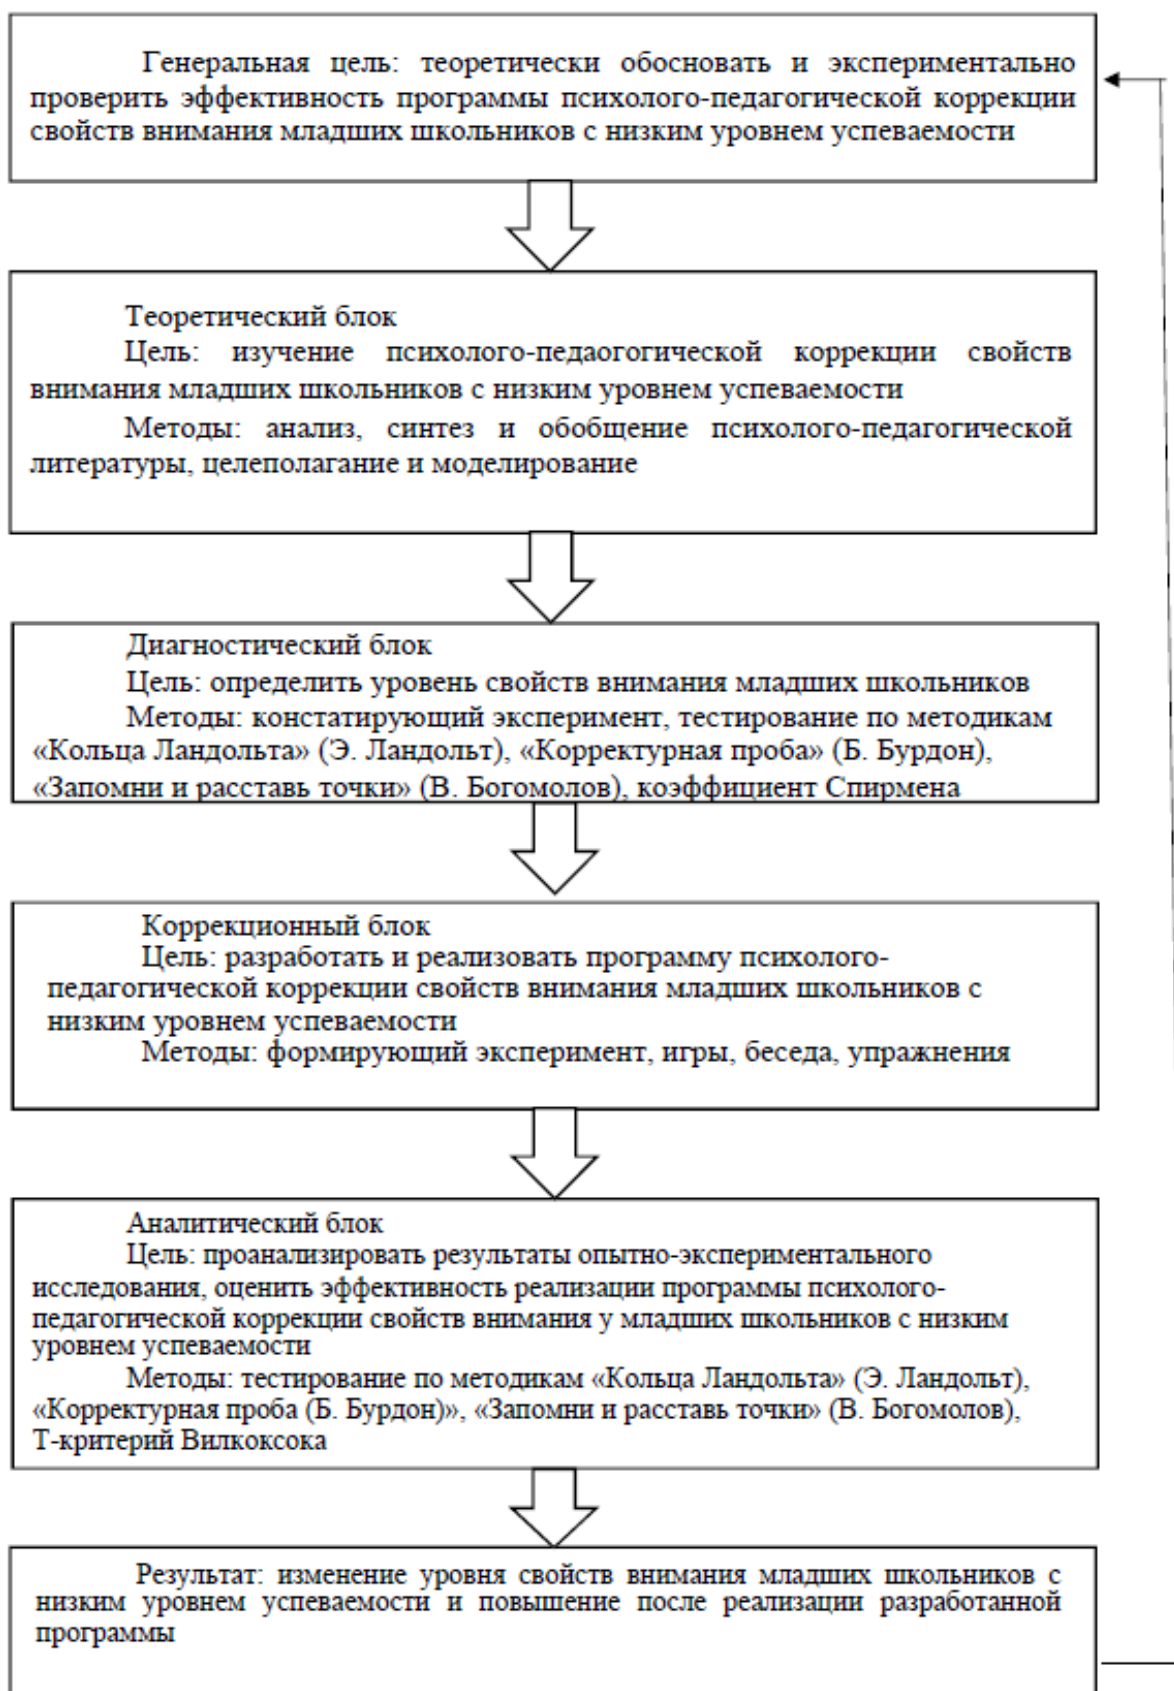 Генеральная цель: теоретически обосновать и экспериментально
проверить эффективность программы психолого-педагогической коррекции
свойств внимания младших школьников с низким уровнем успеваемости
Теоретический блок
Цель: изучение психолого-педаогогической коррекции свойств
внимания младших школьников с низким уровнем успеваемости
Методы: анализ, синтез и обобщение психолого-педагогической
литературы, целеполагание и моделирование
Диагностический блок
Цель: определить уровень свойств внимания младших школьников
Методы: констатирующий эксперимент, тестирование по методикам
«Кольца Ландольта» (Э. Ландольт), «Корректурная проба» (Б. Бурдон),
«Запомни и расставь точки» (В. Богомолов), коэффициент Спирмена
Коррекционный блок
Цель: разработать и реализовать программу психолого-
педагогической коррекции свойств внимания младших школьников с
низким уровнем успеваемости
Методы: формирующий эксперимент, игры, беседа, упражнения
Аналитический блок
Цель: проанализировать результаты опытно-экспериментального
исследования, оценить эффективность реализации программы психолого-
педагогической коррекции свойств внимания у младших школьников с низким
уровнем успеваемости
Методы: тестирование по методикам «Кольца Ландольта» (Э. Ландольт),
«Корректурная проба (Б. Бурдон)», «Запомни и расставь точки» (В. Богомолов),
Т-критерий Вилкоксока
Результат: изменение уровня свойств внимания младших школьников с
низким уровнем успеваемости и повышение после реализации разработанной
программы